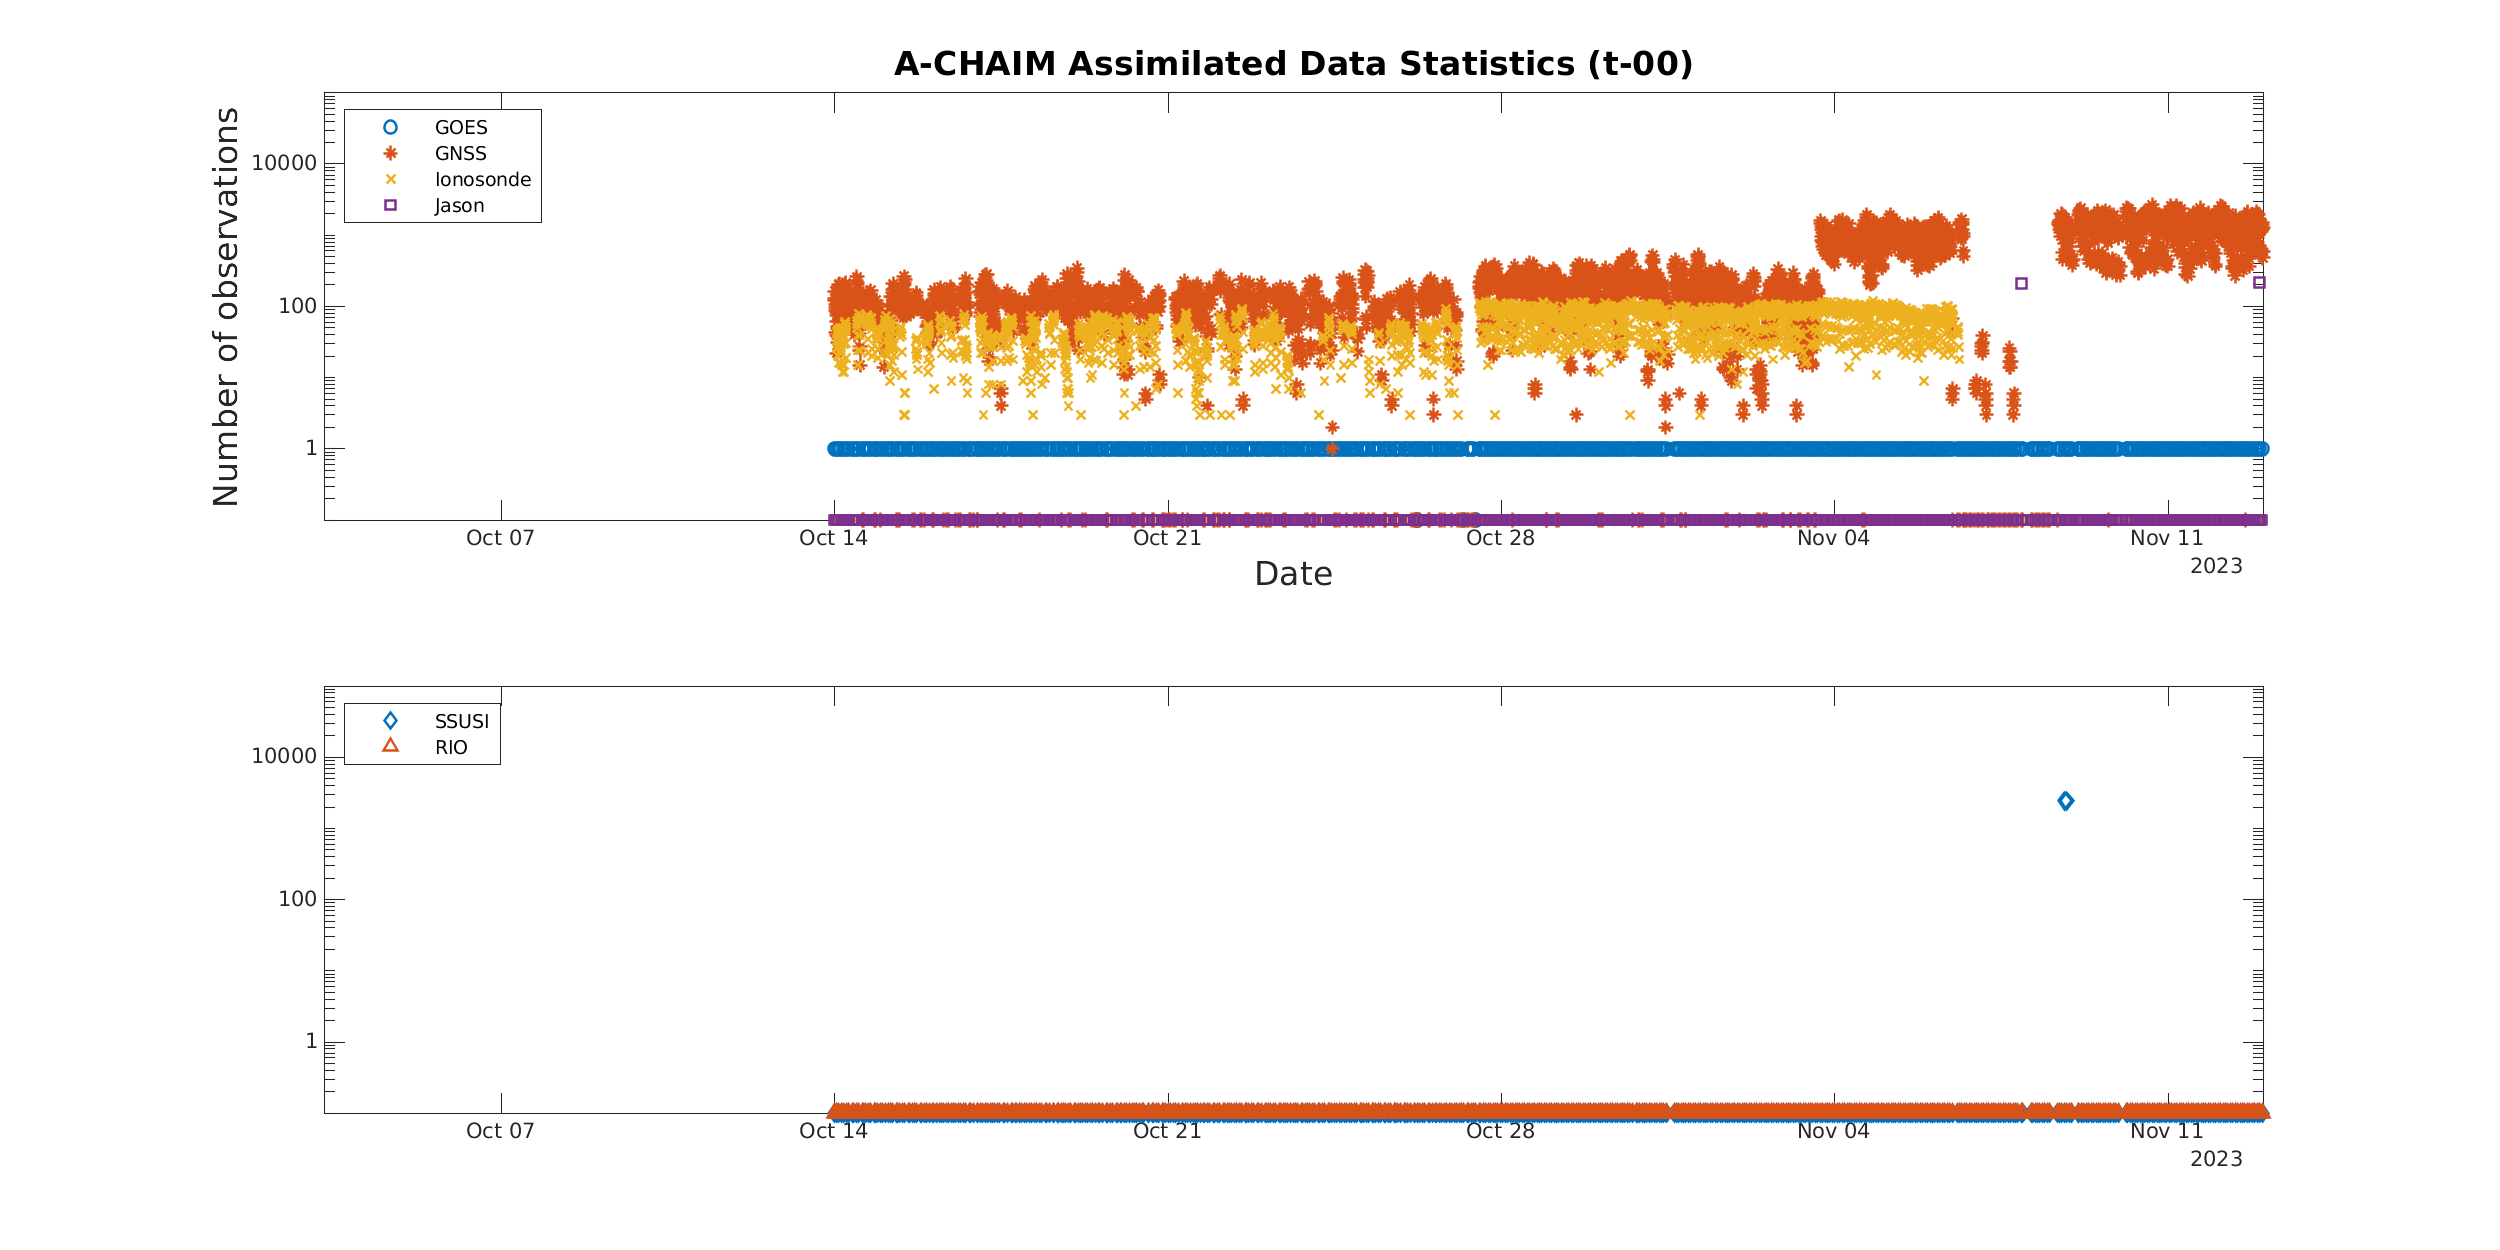 A-CHAIM Assimilated Data Statistics (t-00)
Number of observations
GOES
GNSS
Ionosonde
Jason
10000
100
1
Oct 07 Oct 14 Oct 21 Oct 28 Nov 04 Nov 11
2023
Date
SSUSI
RIO
10000
100
1
Oct 07 Oct 14 Oct 21 Oct 28 Nov 04 Nov 11
2023